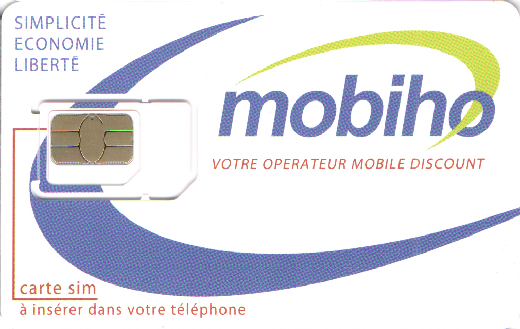 SIMPLICITÉ
ECONOMIE
LIBERTÉ
mobiho
VOTRE OPERATEUR MOBILE DISCOUNT
carte sim
à insérer dans votre téléphone